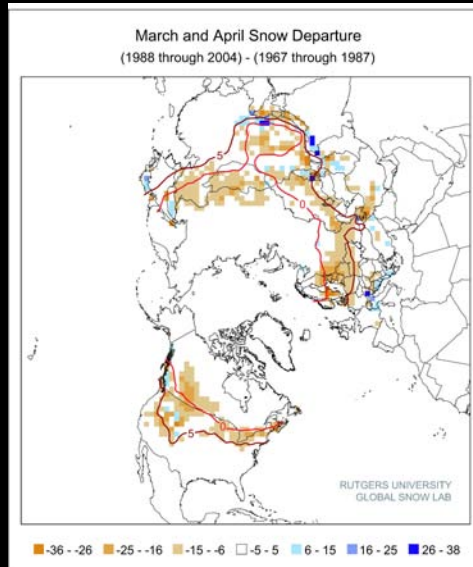 March and April Snow Departure
(1988 through 2004) - (1967 through 1987)
5
0
0
5
RUTGERS UNIVERSITY
GLOBAL SNOW LAB
-36 - -26 -25 - -16 -15 - -6 -5 - 5 6 - 15 16 - 25 26 - 38